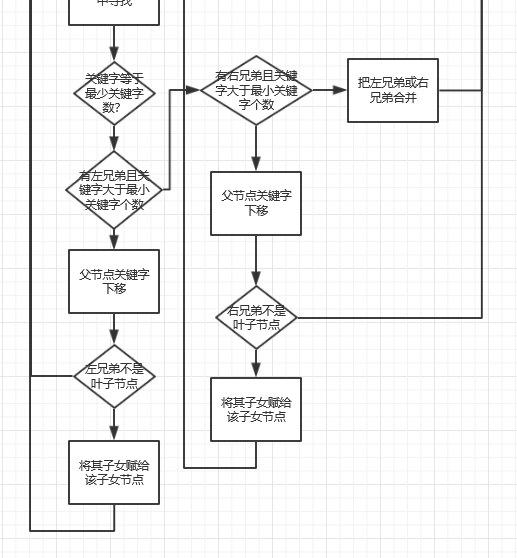 中寻找
关键字等于
最少关键字
数?
有左兄弟且关
键字大于最小
关键字个数
父节点关键字
下移
左兄弟不是
叶子节点
将其子女赋给
该子女节点
有右兄弟且关键
字大于最小关键
字个数
父节点关键字
下移
右兄弟不是
叶子节点
将其子女赋给
该子女节点
把左兄弟或右
兄弟合并